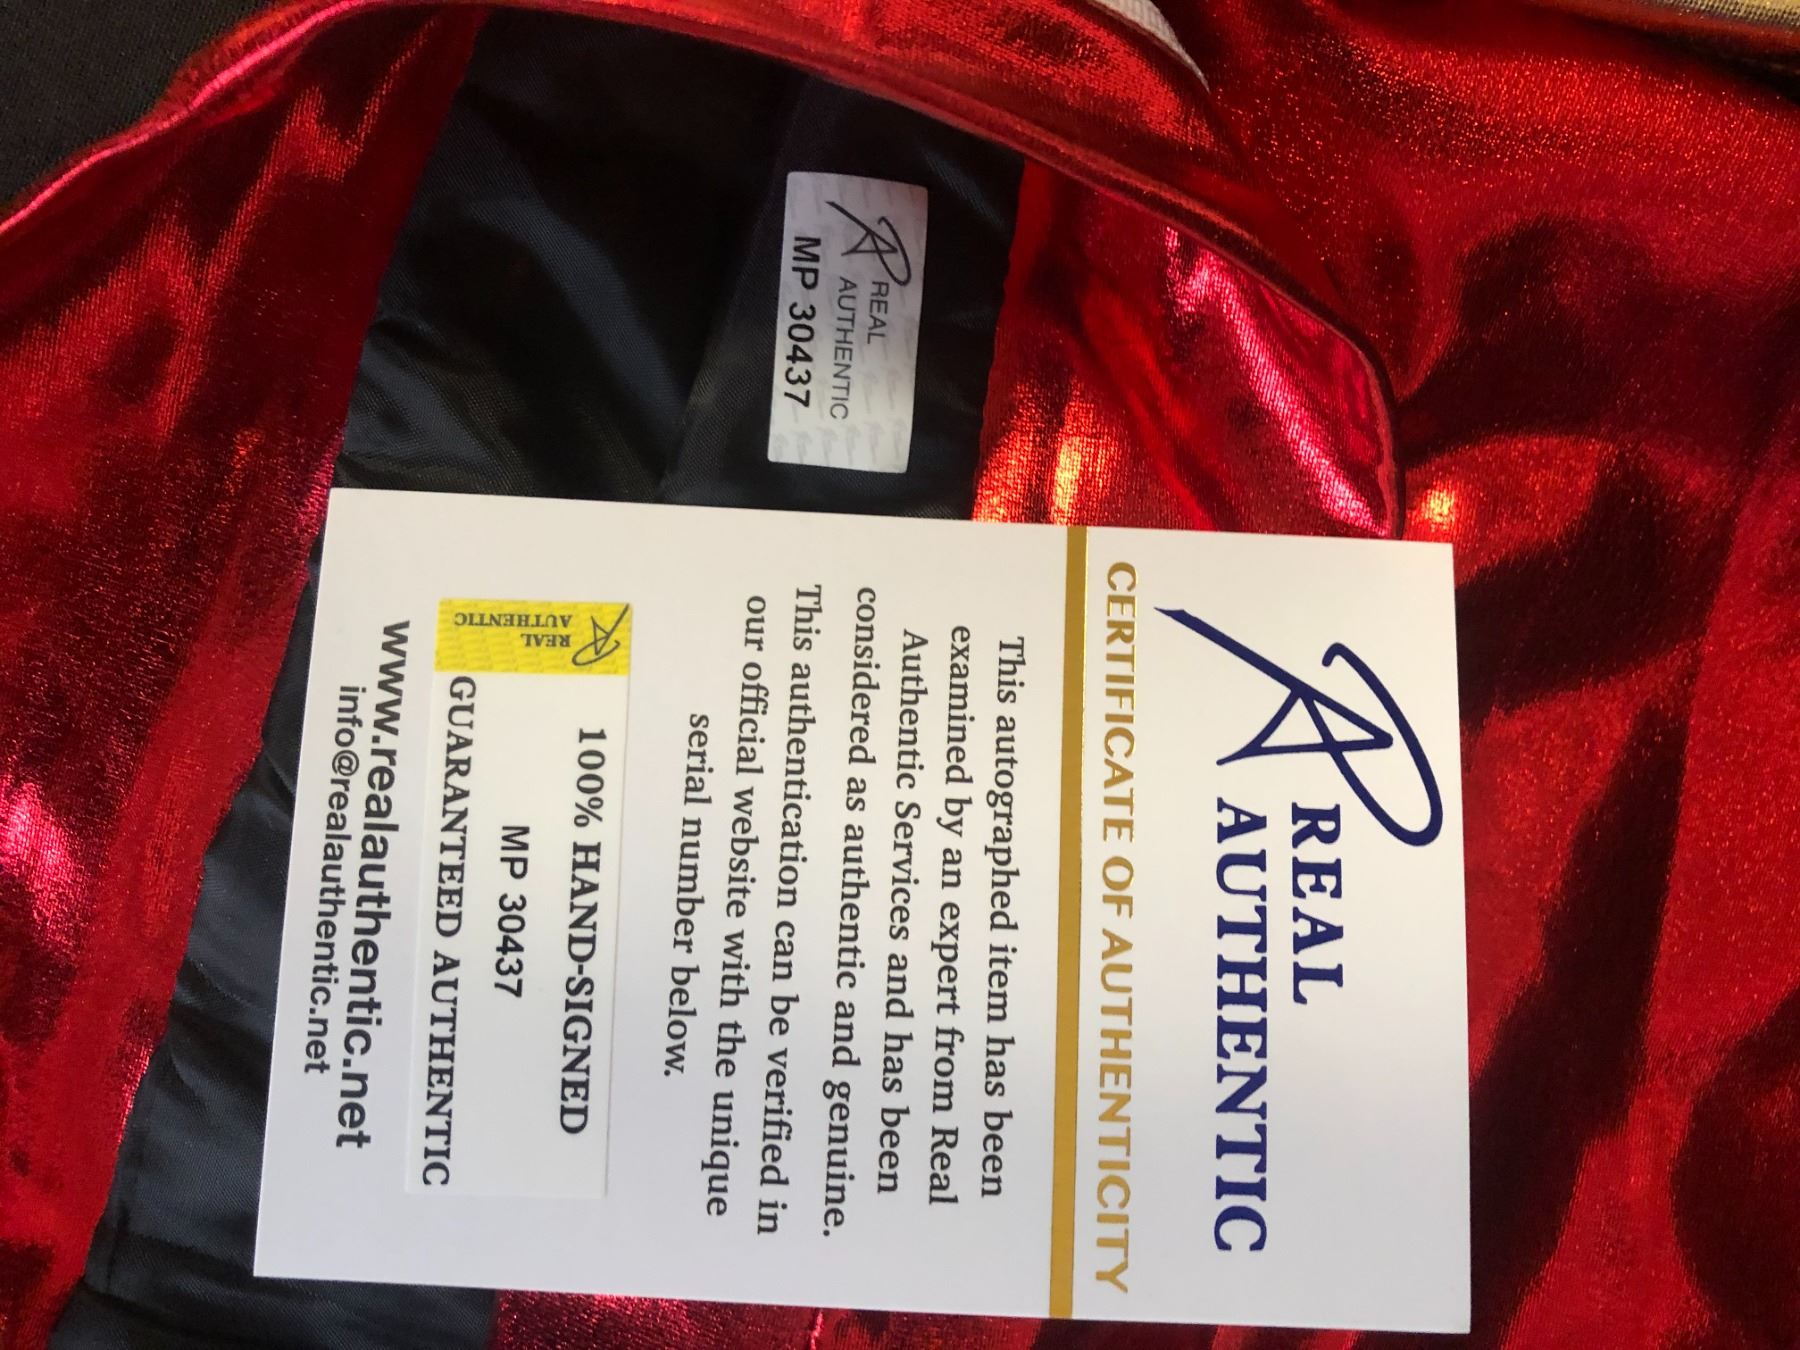 REAL
AUTHENTIC
MP 30437
REAL
AUTHENTIC
CERTIFICATE OF AUTHENTICITY
This autographed item has been
examined by an expert from Real
Authentic Services and has been
considered as authentic and genuine.
This authentication can be verified in
our official website with the unique
serial number below.
REAL
AUTHENTIC
100% HAND-SIGNED
MP 30437
GUARANTEED AUTHENTIC
www.realauthentic.net
info@realauthentic.net